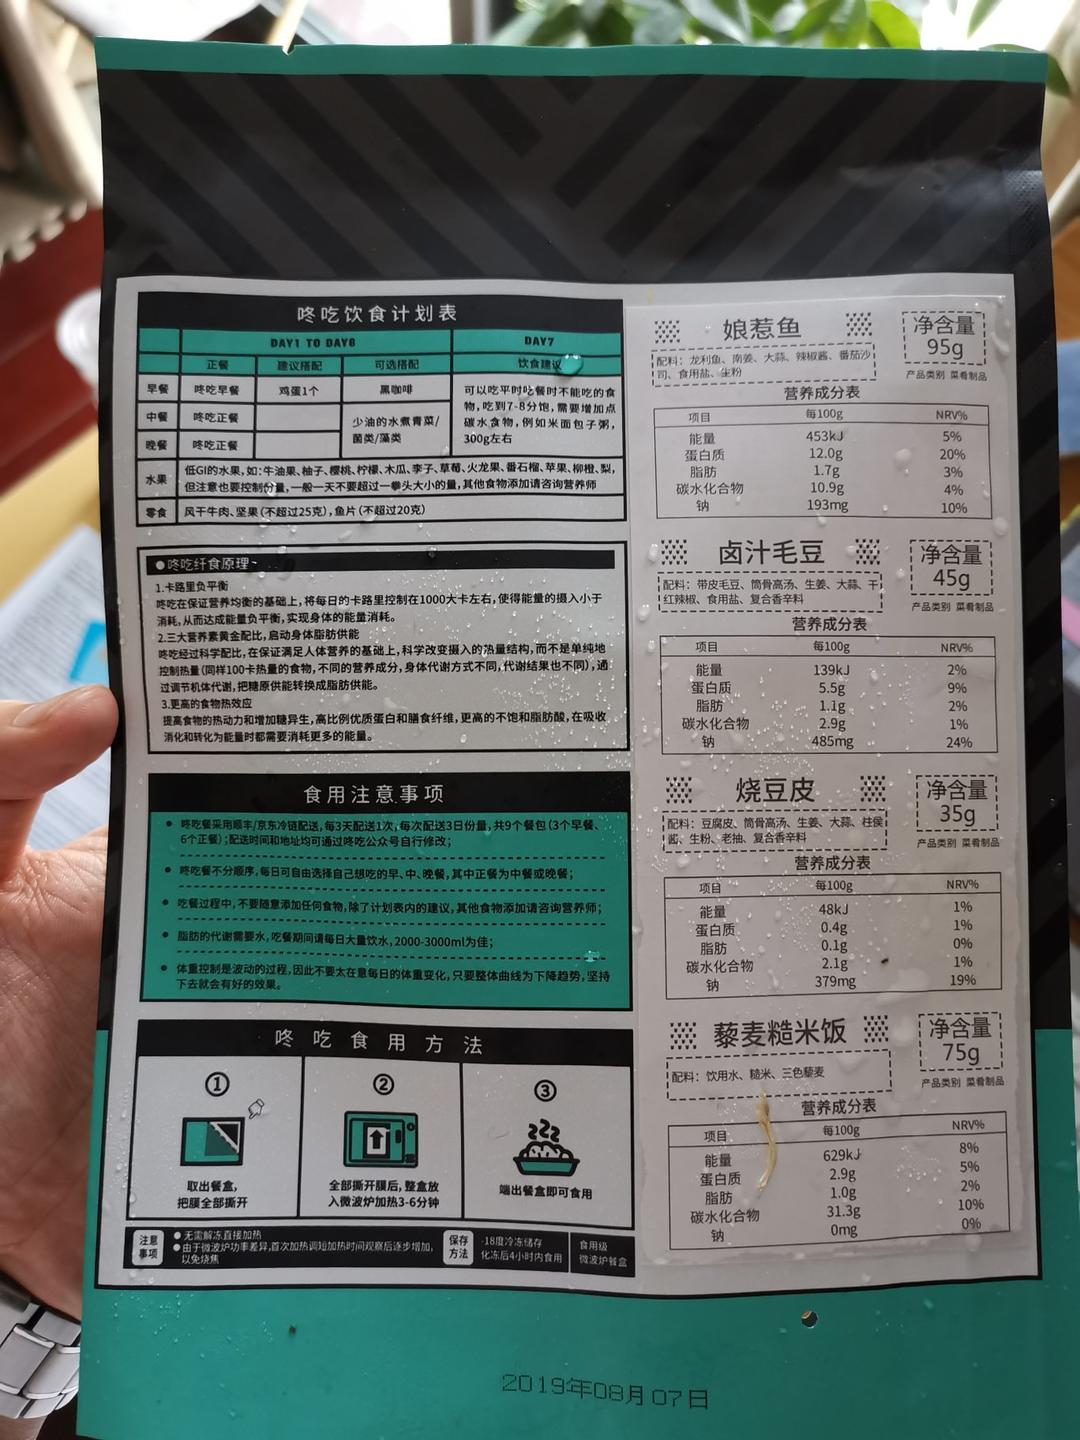 咚吃饮食计划表
DAY1 TO DAY6 DAY7
正餐 建议搭配 可选搭配 饮食建议
早餐 咚吃早餐 鸡蛋1个 黑咖啡
中餐 咚吃正餐
晚餐 咚吃正餐
少油的水煮青菜/
菌类/藻类
可以吃平时吃餐时不能吃的食
物,吃到7-8分饱,需要增加点
碳水食物,例如米面包子粥,
300g左右
水果 低GI的水果,如:牛油果、柚子、樱桃、柠檬、木瓜、李子、草莓、火龙果、番石榴、苹果、柳橙、梨,
但注意也要控制份量,一般一天不要超过一拳头大小的量,其他食物添加请咨询营养师
零食 风干牛肉、坚果(不超过25克),鱼片(不超过20克)
●咚吃纤食原理
1.卡路里负平衡
咚吃在保证营养均衡的基础上,将每日的卡路里控制在1000大卡左右,使得能量的摄入小于
消耗,从而达成能量负平衡,实现身体的能量消耗。
2.三大营养素黄金配比,启动身体脂肪供能
咚吃经过科学配比,在保证满足人体营养的基础上,科学改变摄入的热量结构,而不是单纯地
控制热量(同样100卡热量的食物,不同的营养成分,身体代谢方式不同,代谢结果也不同),通
过调节机体代谢,把糖原供能转换成脂肪供能。
3.更高的食物热效应
提高食物的热动力和增加糖异生,高比例优质蛋白和膳食纤维,更高的不饱和脂肪酸,在吸收
消化和转化为能量时都需要消耗更多的能量。
食用注意事项
● 咚吃餐采用顺丰/京东冷链配送,每3天配送1次,每次配送3日份量,共9个餐包(3个早餐、
6个正餐);配送时间和地址均可通过咚吃公众号自行修改;
● 咚吃餐不分顺序,每日可自由选择自己想吃的早、中、晚餐,其中正餐为中餐或晚餐;
● 吃餐过程中,不要随意添加任何食物,除了计划表内的建议,其他食物添加请咨询营养师;
● 脂肪的代谢需要水,吃餐期间请每日大量饮水,2000-3000ml为佳;
● 体重控制是波动的过程,因此不要太在意每日的体重变化,只要整体曲线为下降趋势,坚持
下去就会有好的效果。
咚吃食用方法
① ② ③
取出餐盒,
把膜全部撕开
全部撕开膜后,整盒放
入微波炉加热3-6分钟
端出餐盒即可食用
注意
事项
●无需解冻直接加热
●由于微波炉功率差异,首次加热调短加热时间观察后逐步增加,
以免烧焦
保存
方法
-18度冷冻储存
化冻后4小时内食用
食用级
微波炉餐盒
娘惹鱼
净含量
95g
配料：龙利鱼、南姜、大蒜、辣椒酱、番茄沙
司、食用盐、生粉
产品类别 菜肴制品
营养成分表
项目 每100g NRV%
能量 453kJ 5%
蛋白质 12.0g 20%
脂肪 1.7g 3%
碳水化合物 10.9g 4%
钠 193mg 10%
卤汁毛豆
净含量
45g
配料：带皮毛豆、筒骨高汤、生姜、大蒜、干
红辣椒、食用盐、复合香辛料
产品类别 菜肴制品
营养成分表
项目 每100g NRV%
能量 139kJ 2%
蛋白质 5.5g 9%
脂肪 1.1g 2%
碳水化合物 2.9g 1%
钠 485mg 24%
烧豆皮
净含量
35g
配料：豆腐皮、筒骨高汤、生姜、大蒜、柱侯
酱、生粉、老抽、复合香辛料
产品类别 菜肴制品
营养成分表
项目 每100g NRV%
能量 48kJ 1%
蛋白质 0.4g 1%
脂肪 0.1g 0%
碳水化合物 2.1g 1%
钠 379mg 19%
藜麦糙米饭
净含量
75g
配料：饮用水、糙米、三色藜麦
产品类别 菜肴制品
营养成分表
项目 每100g NRV%
能量 629kJ 8%
蛋白质 2.9g 5%
脂肪 1.0g 2%
碳水化合物 31.3g 10%
钠 0mg 0%
2019年08月07日